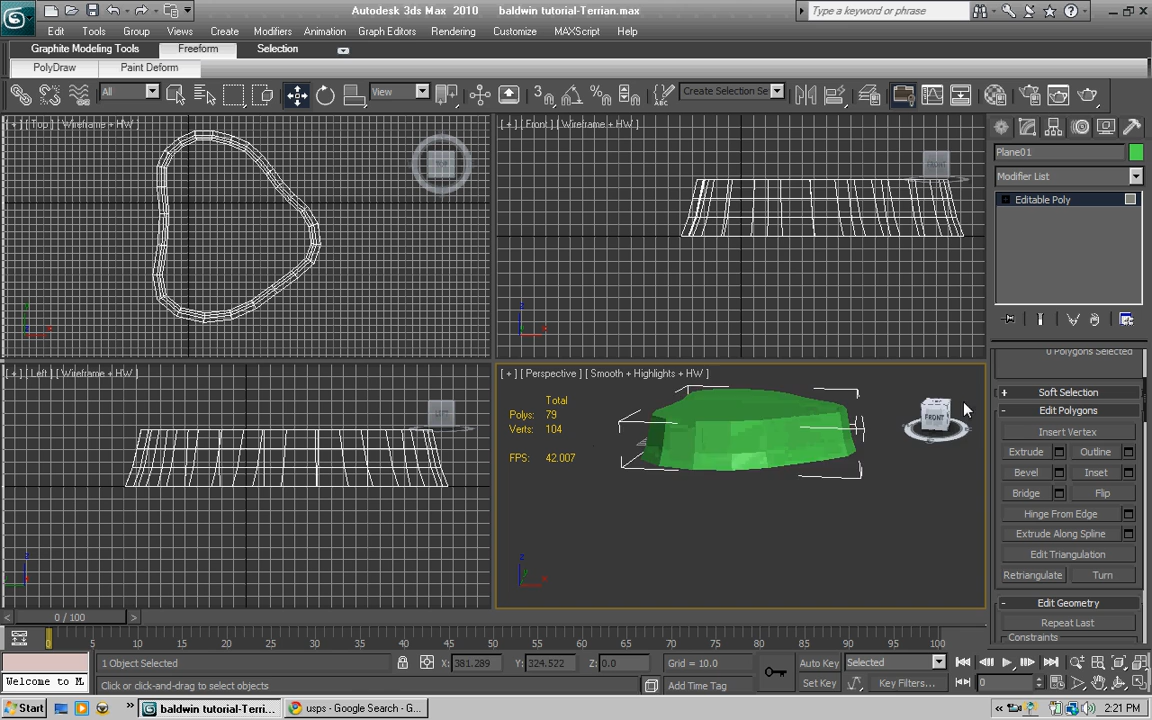 Autodesk 3ds Max 2010 baldwin tutorial-Terrian.max
Type a keyword or phrase
Edit Tools Group Views Create Modifiers Animation Graph Editors Rendering Customize MAXScript Help
Graphite Modeling Tools Freeform Selection
PolyDraw Paint Deform
All View 3 Create Selection Se
[ + ] [ Top ] [ Wireframe + HW ]
TOP
[ + ] [ Front ] [ Wireframe + HW ]
FRONT
Plane01
Modifier List
Editable Poly
0 Polygons Selected
[ + ] [ Left ] [ Wireframe + HW ]
LEFT
[ + ] [ Perspective ] [ Smooth + Highlights + HW ]
Total
Polys: 79
Verts: 104
FPS: 42.007
FRONT
+ Soft Selection
- Edit Polygons
Insert Vertex
Extrude Outline
Bevel Inset
Bridge Flip
Hinge From Edge
Extrude Along Spline
Edit Triangulation
Retriangulate Turn
- Edit Geometry
Repeat Last
Constraints
< 0 / 100 >
0 5 10 15 20 25 30 35 40 45 50 55 60 65 70 75 80 85 90 95 100
1 Object Selected X: 381.289 Y: 324.522 Z: 0.0 Grid = 10.0 Auto Key Selected
Welcome to M Click or click-and-drag to select objects Add Time Tag Set Key Key Filters... 0
Start baldwin tutorial-Terri... usps - Google Search - G... 2:21 PM